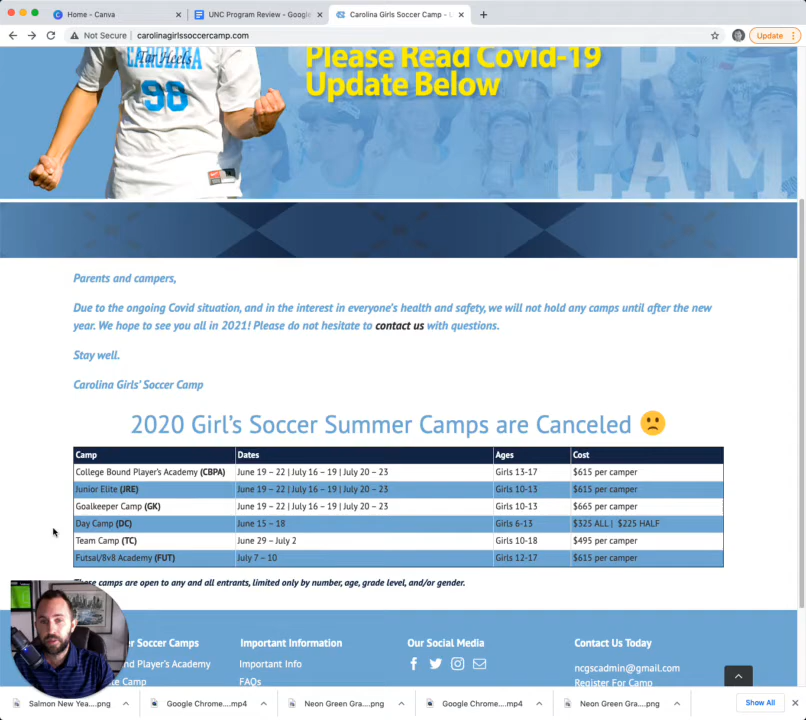 Home - Canva
UNC Program Review - Google
Carolina Girls Soccer Camp - U
Not Secure
carolinagirlssoccercamp.com
Update
CAROLINA
Tar Heels
98
Please Read Covid-19
Update Below
CAM
Parents and campers,
Due to the ongoing Covid situation, and in the interest in everyone's health and safety, we will not hold any camps until after the new
year. We hope to see you all in 2021! Please do not hesitate to contact us with questions.
Stay well.
Carolina Girls' Soccer Camp
2020 Girl's Soccer Summer Camps are Canceled
Camp Dates Ages Cost
College Bound Player's Academy (CBPA) June 19 – 22 | July 16 – 19 | July 20 – 23 Girls 13-17 $615 per camper
Junior Elite (JRE) June 19 – 22 | July 16 – 19 | July 20 – 23 Girls 10-13 $615 per camper
Goalkeeper Camp (GK) June 19 – 22 | July 16 – 19 | July 20 – 23 Girls 10-13 $665 per camper
Day Camp (DC) June 15 – 18 Girls 6-13 $325 ALL | $225 HALF
Team Camp (TC) June 29 – July 2 Girls 10-18 $495 per camper
Futsal/8v8 Academy (FUT) July 7 – 10 Girls 12-17 $615 per camper
camps are open to any and all entrants, limited only by number, age, grade level, and/or gender.
Soccer Camps
Important Information
Our Social Media
Contact Us Today
nd Player's Academy
Important Info
ncgscadmin@gmail.com
Camp
FAQs
Register For Camp
Salmon New Yea....png
Google Chrome....mp4
Neon Green Gra....png
Google Chrome....mp4
Neon Green Gra....png
Show All